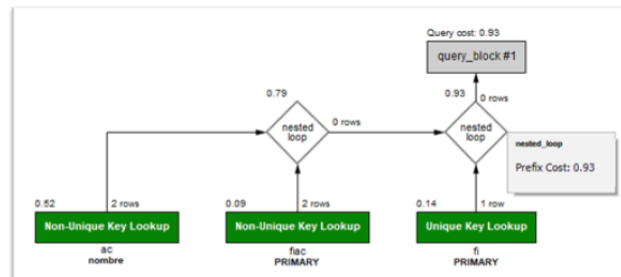 Query cost: 0.93
query_block #1
0.79
0.93
0 rows
nested
loop
0 rows
nested
loop
nested_loop
Prefix Cost: 0.93
0.52
2 rows
0.09
2 rows
0.14
1 row
Non-Unique Key Lookup
Non-Unique Key Lookup
Unique Key Lookup
ac
nombre
fiac
PRIMARY
fi
PRIMARY